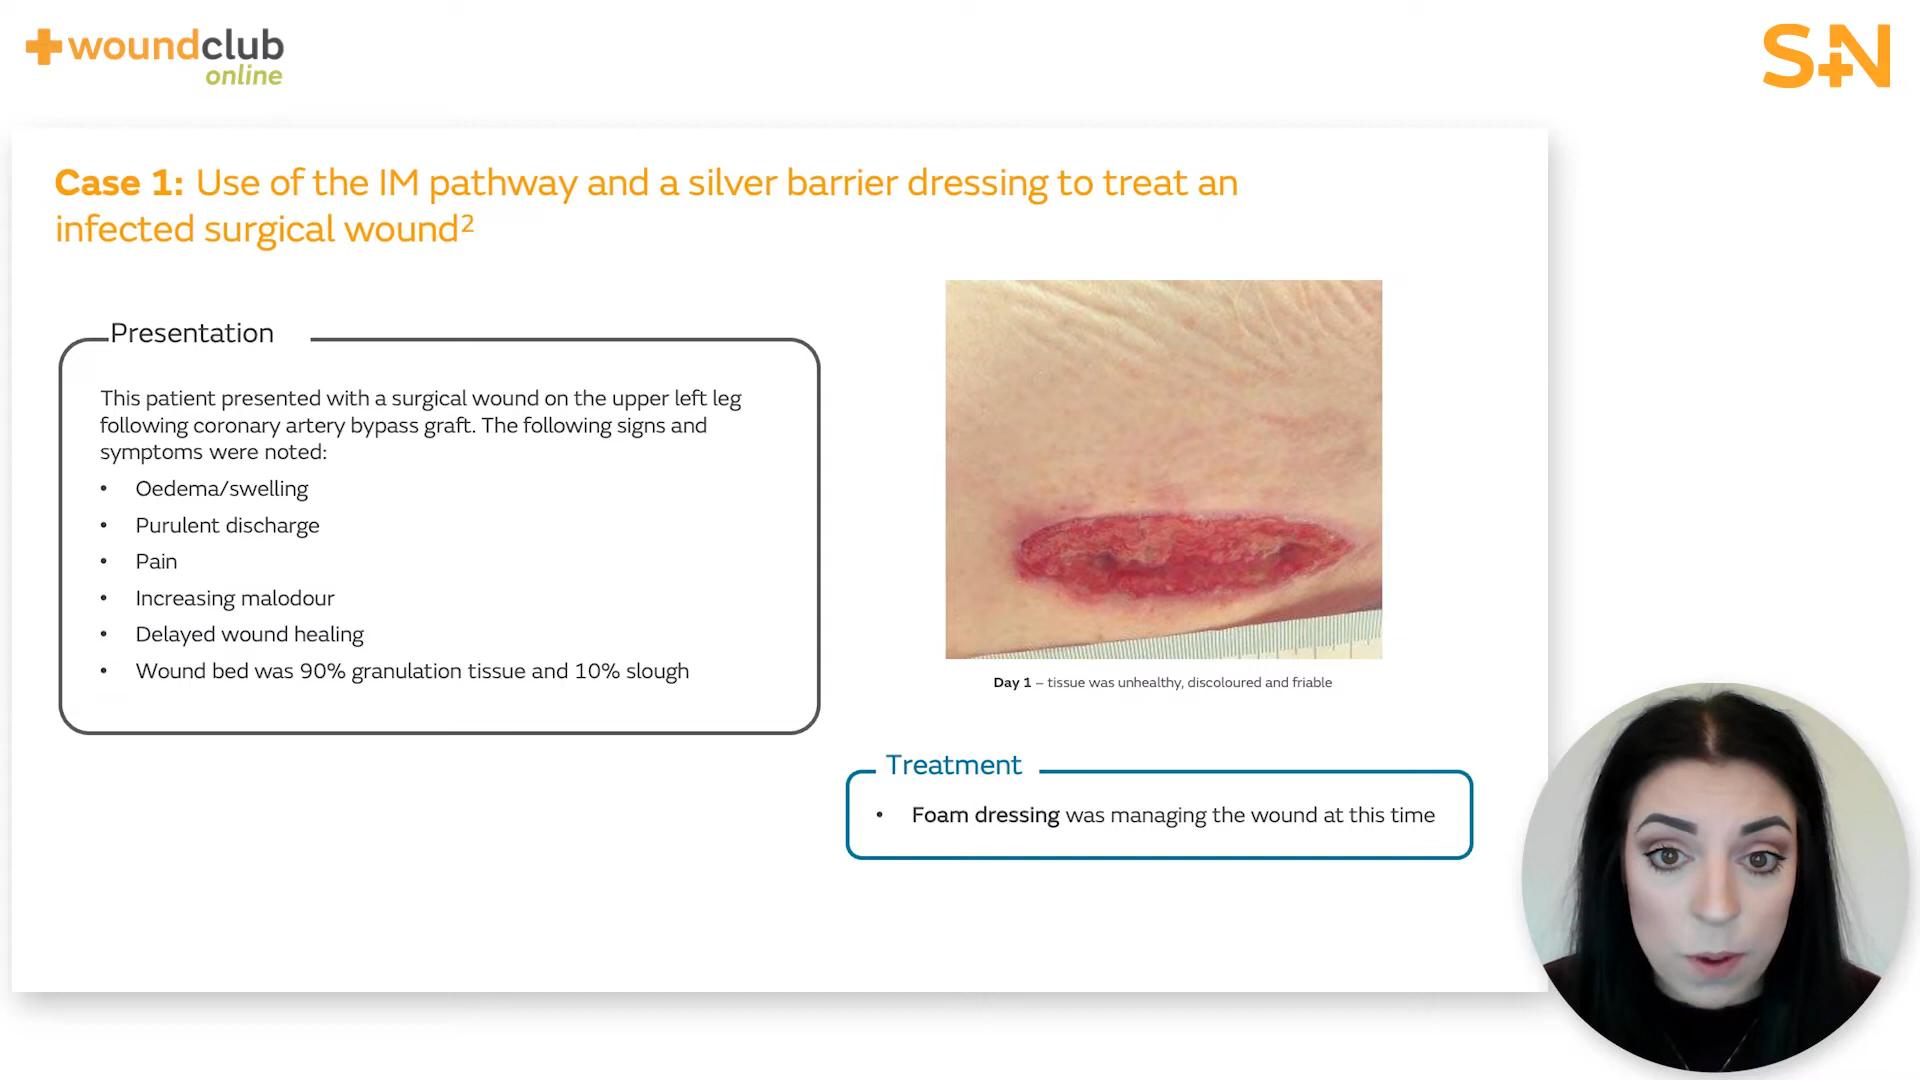 woundclub
online
S+N
Case 1: Use of the IM pathway and a silver barrier dressing to treat an
infected surgical wound²
Presentation
This patient presented with a surgical wound on the upper left leg
following coronary artery bypass graft. The following signs and
symptoms were noted:
• Oedema/swelling
• Purulent discharge
• Pain
• Increasing malodour
• Delayed wound healing
• Wound bed was 90% granulation tissue and 10% slough
Day 1 – tissue was unhealthy, discoloured and friable
Treatment
• Foam dressing was managing the wound at this time